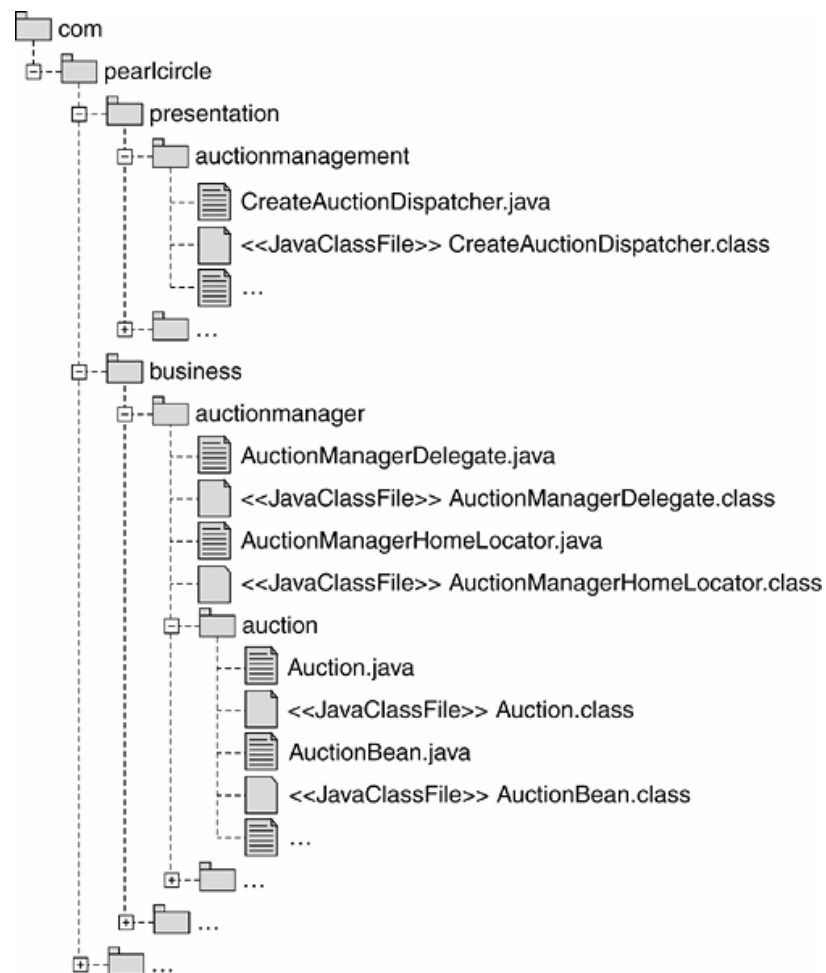 com
pearlcircle
presentation
auctionmanagement
CreateAuctionDispatcher.java
<<JavaClassFile>> CreateAuctionDispatcher.class
...
...
business
auctionmanager
AuctionManagerDelegate.java
<<JavaClassFile>> AuctionManagerDelegate.class
AuctionManagerHomeLocator.java
<<JavaClassFile>> AuctionManagerHomeLocator.class
auction
Auction.java
<<JavaClassFile>> Auction.class
AuctionBean.java
<<JavaClassFile>> AuctionBean.class
...
...
...
...